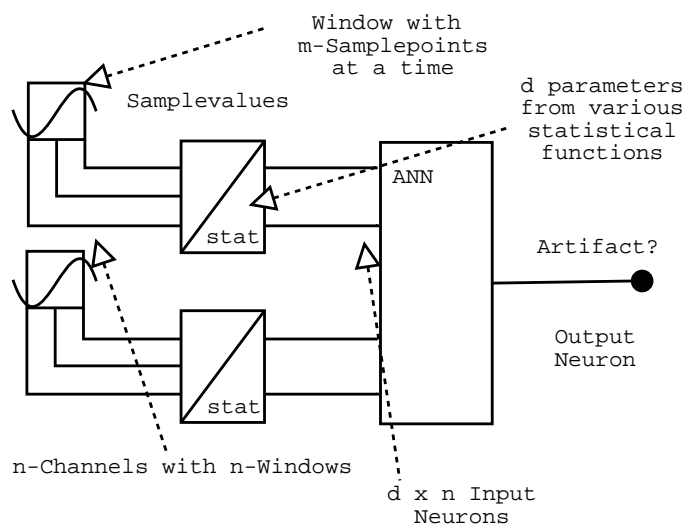 Window with
m-Samplepoints
at a time
Samplevalues
d parameters
from various
statistical
functions
ANN
stat
Artifact?
Output
Neuron
stat
n-Channels with n-Windows
d x n Input
Neurons